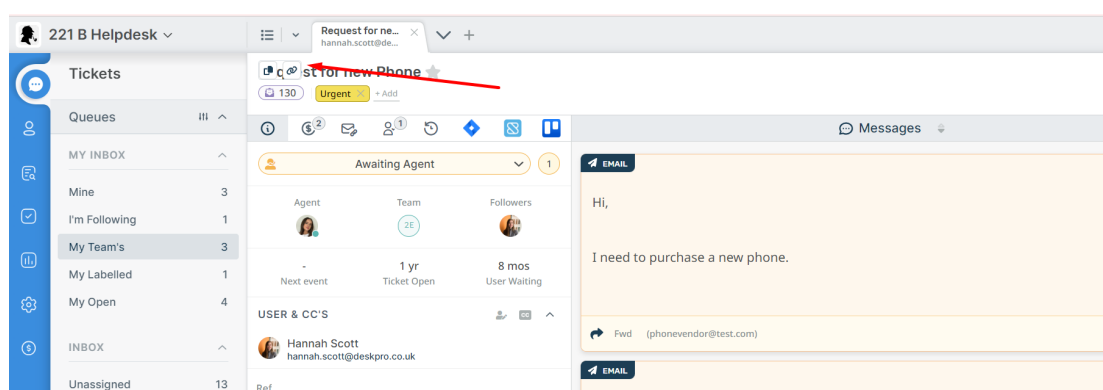 221 B Helpdesk
Request for ne...
hannah.scott@de...
Tickets
st for new Phone
130
Urgent
+ Add
Queues
2
1
Messages
MY INBOX
Awaiting Agent
1
EMAIL
Mine 3
Agent
Team
Followers
Hi,
I'm Following 1
2E
My Team's 3
I need to purchase a new phone.
My Labelled 1
-
1 yr
8 mos
Next event
Ticket Open
User Waiting
My Open 4
USER & CC'S
CC
Fwd (phonevendor@test.com)
INBOX
Hannah Scott
hannah.scott@deskpro.co.uk
EMAIL
Unassigned 13
Ref